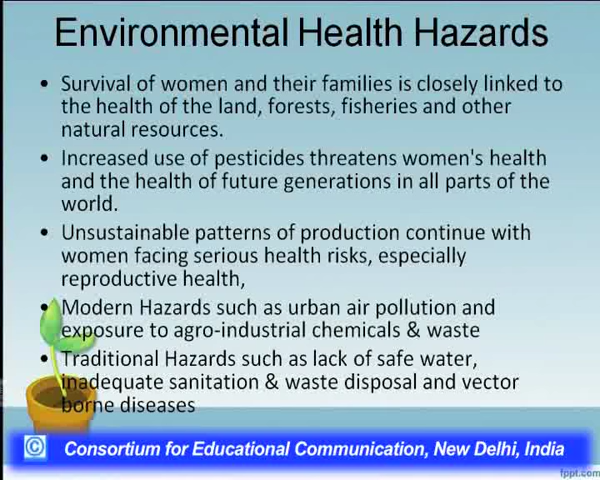 Environmental Health Hazards
• Survival of women and their families is closely linked to
the health of the land, forests, fisheries and other
natural resources.
• Increased use of pesticides threatens women's health
and the health of future generations in all parts of the
world.
• Unsustainable patterns of production continue with
women facing serious health risks, especially
reproductive health,
• Modern Hazards such as urban air pollution and
exposure to agro-industrial chemicals & waste
• Traditional Hazards such as lack of safe water,
inadequate sanitation & waste disposal and vector
borne diseases
© Consortium for Educational Communication, New Delhi, India
fppt.com